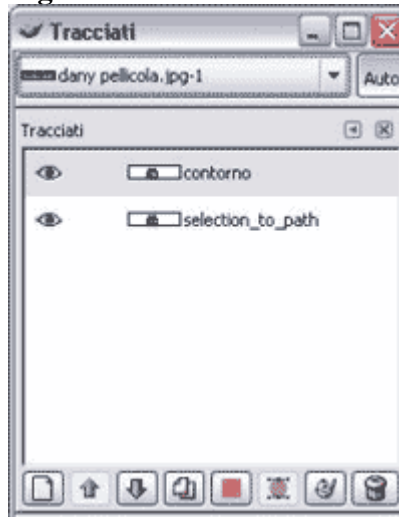 Tracciati
dany pellicola.jpg-1
Auto
Tracciati
contorno
selection_to_path